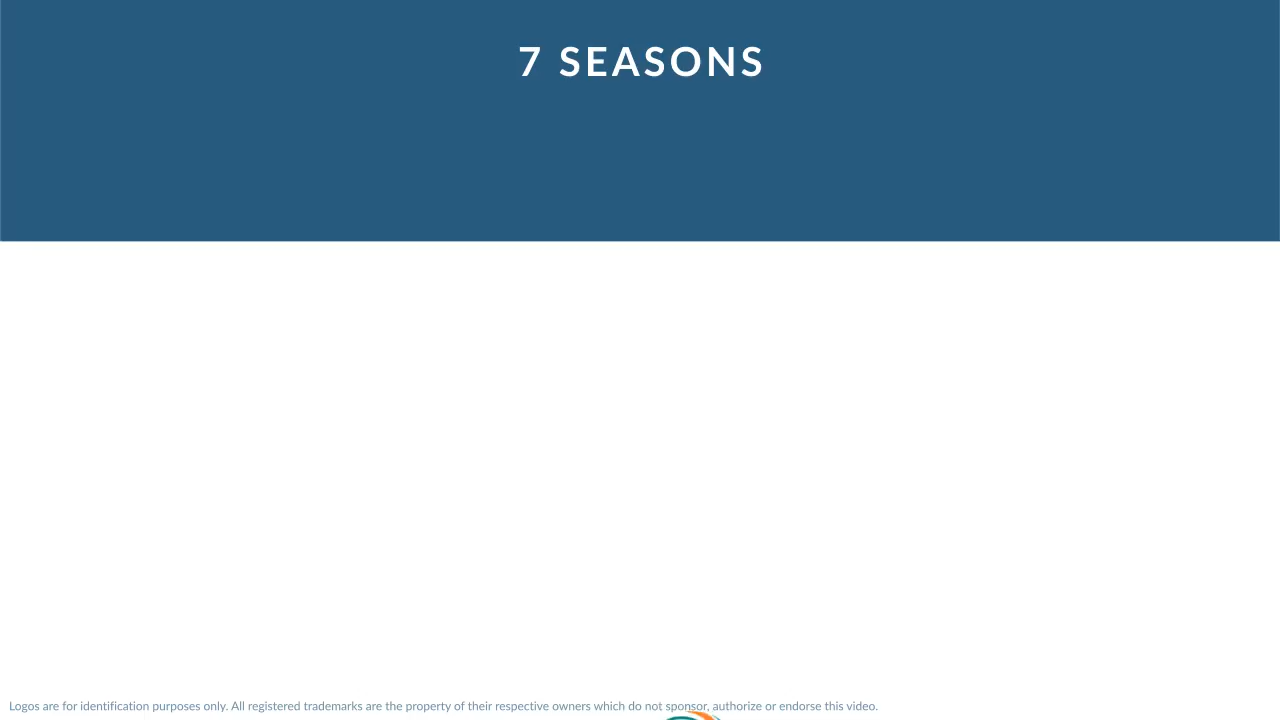 7 SEASONS
Logos are for identification purposes only. All registered trademarks are the property of their respective owners which do not sponsor, authorize or endorse this video.